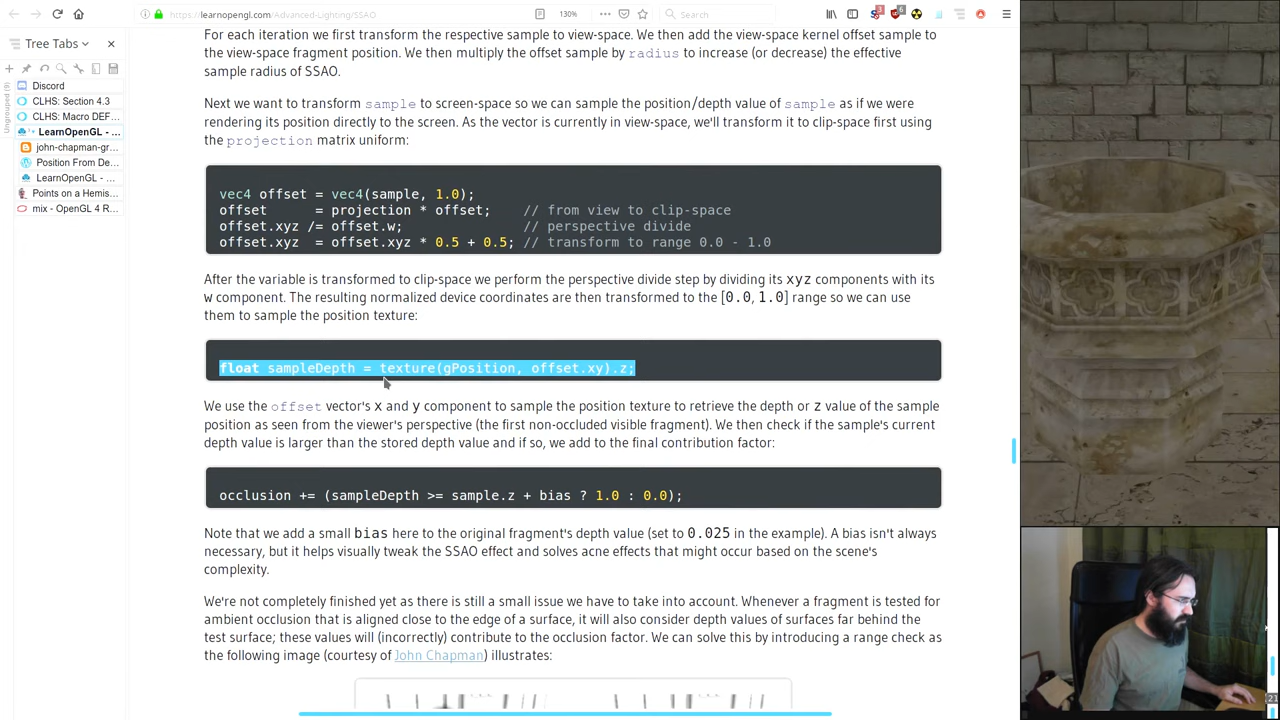 https://learnopengl.com/Advanced-Lighting/SSAO
130%
Search
3
6
Tree Tabs
Ungrouped (9)
Discord
CLHS: Section 4.3
CLHS: Macro DEF...
LearnOpenGL - ...
john-chapman-gr...
Position From De...
LearnOpenGL - ...
Points on a Hemis...
mix - OpenGL 4 R...
For each iteration we first transform the respective sample to view-space. We then add the view-space kernel offset sample to
the view-space fragment position. We then multiply the offset sample by radius to increase (or decrease) the effective
sample radius of SSAO.
Next we want to transform sample to screen-space so we can sample the position/depth value of sample as if we were
rendering its position directly to the screen. As the vector is currently in view-space, we'll transform it to clip-space first using
the projection matrix uniform:
vec4 offset = vec4(sample, 1.0);
offset      = projection * offset;    // from view to clip-space
offset.xyz /= offset.w;               // perspective divide
offset.xyz  = offset.xyz * 0.5 + 0.5; // transform to range 0.0 - 1.0
After the variable is transformed to clip-space we perform the perspective divide step by dividing its xyz components with its
w component. The resulting normalized device coordinates are then transformed to the [0.0, 1.0] range so we can use
them to sample the position texture:
float sampleDepth = texture(gPosition, offset.xy).z;
We use the offset vector's x and y component to sample the position texture to retrieve the depth or z value of the sample
position as seen from the viewer's perspective (the first non-occluded visible fragment). We then check if the sample's current
depth value is larger than the stored depth value and if so, we add to the final contribution factor:
occlusion += (sampleDepth >= sample.z + bias ? 1.0 : 0.0);
Note that we add a small bias here to the original fragment's depth value (set to 0.025 in the example). A bias isn't always
necessary, but it helps visually tweak the SSAO effect and solves acne effects that might occur based on the scene's
complexity.
We're not completely finished yet as there is still a small issue we have to take into account. Whenever a fragment is tested for
ambient occlusion that is aligned close to the edge of a surface, it will also consider depth values of surfaces far behind the
test surface; these values will (incorrectly) contribute to the occlusion factor. We can solve this by introducing a range check as
the following image (courtesy of John Chapman) illustrates:
21